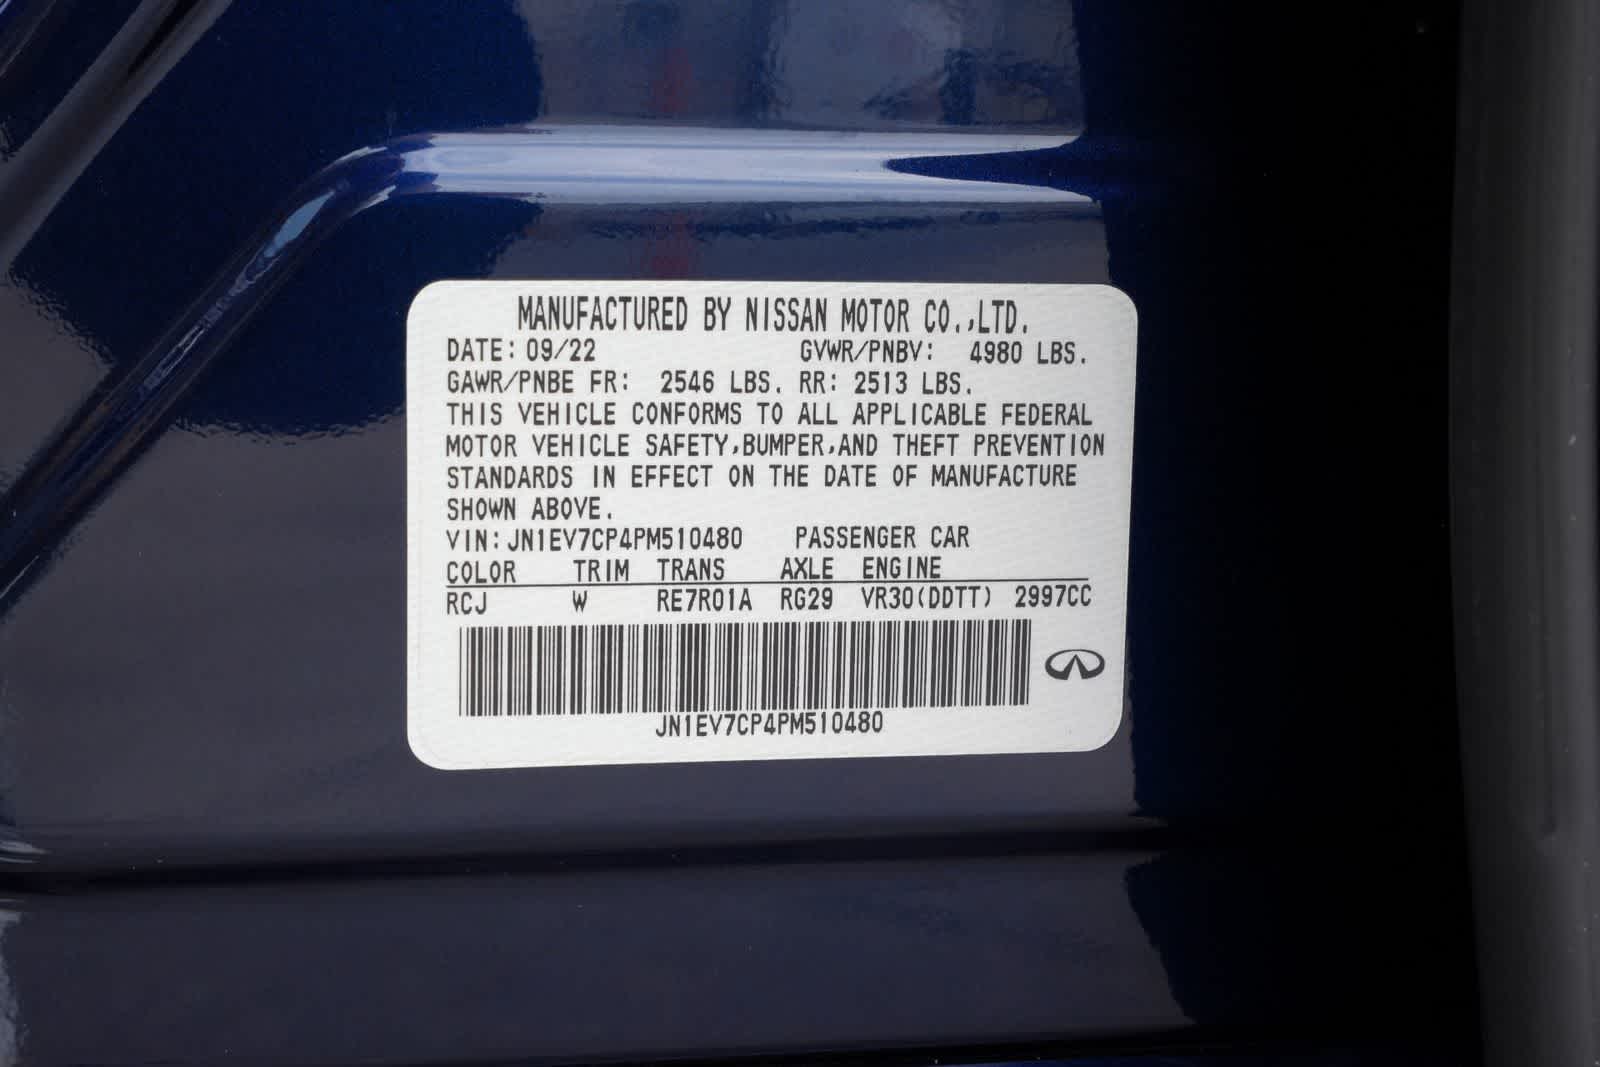 MANUFACTURED BY NISSAN MOTOR CO.,LTD.
DATE: 09/22 GVWR/PNBV: 4980 LBS.
GAWR/PNBE FR: 2546 LBS. RR: 2513 LBS.
THIS VEHICLE CONFORMS TO ALL APPLICABLE FEDERAL
MOTOR VEHICLE SAFETY,BUMPER,AND THEFT PREVENTION
STANDARDS IN EFFECT ON THE DATE OF MANUFACTURE
SHOWN ABOVE.
VIN: JN1EV7CP4PM510480 PASSENGER CAR
COLOR TRIM TRANS AXLE ENGINE
RCJ W RE7R01A RG29 VR30(DDTT) 2997CC
JN1EV7CP4PM510480